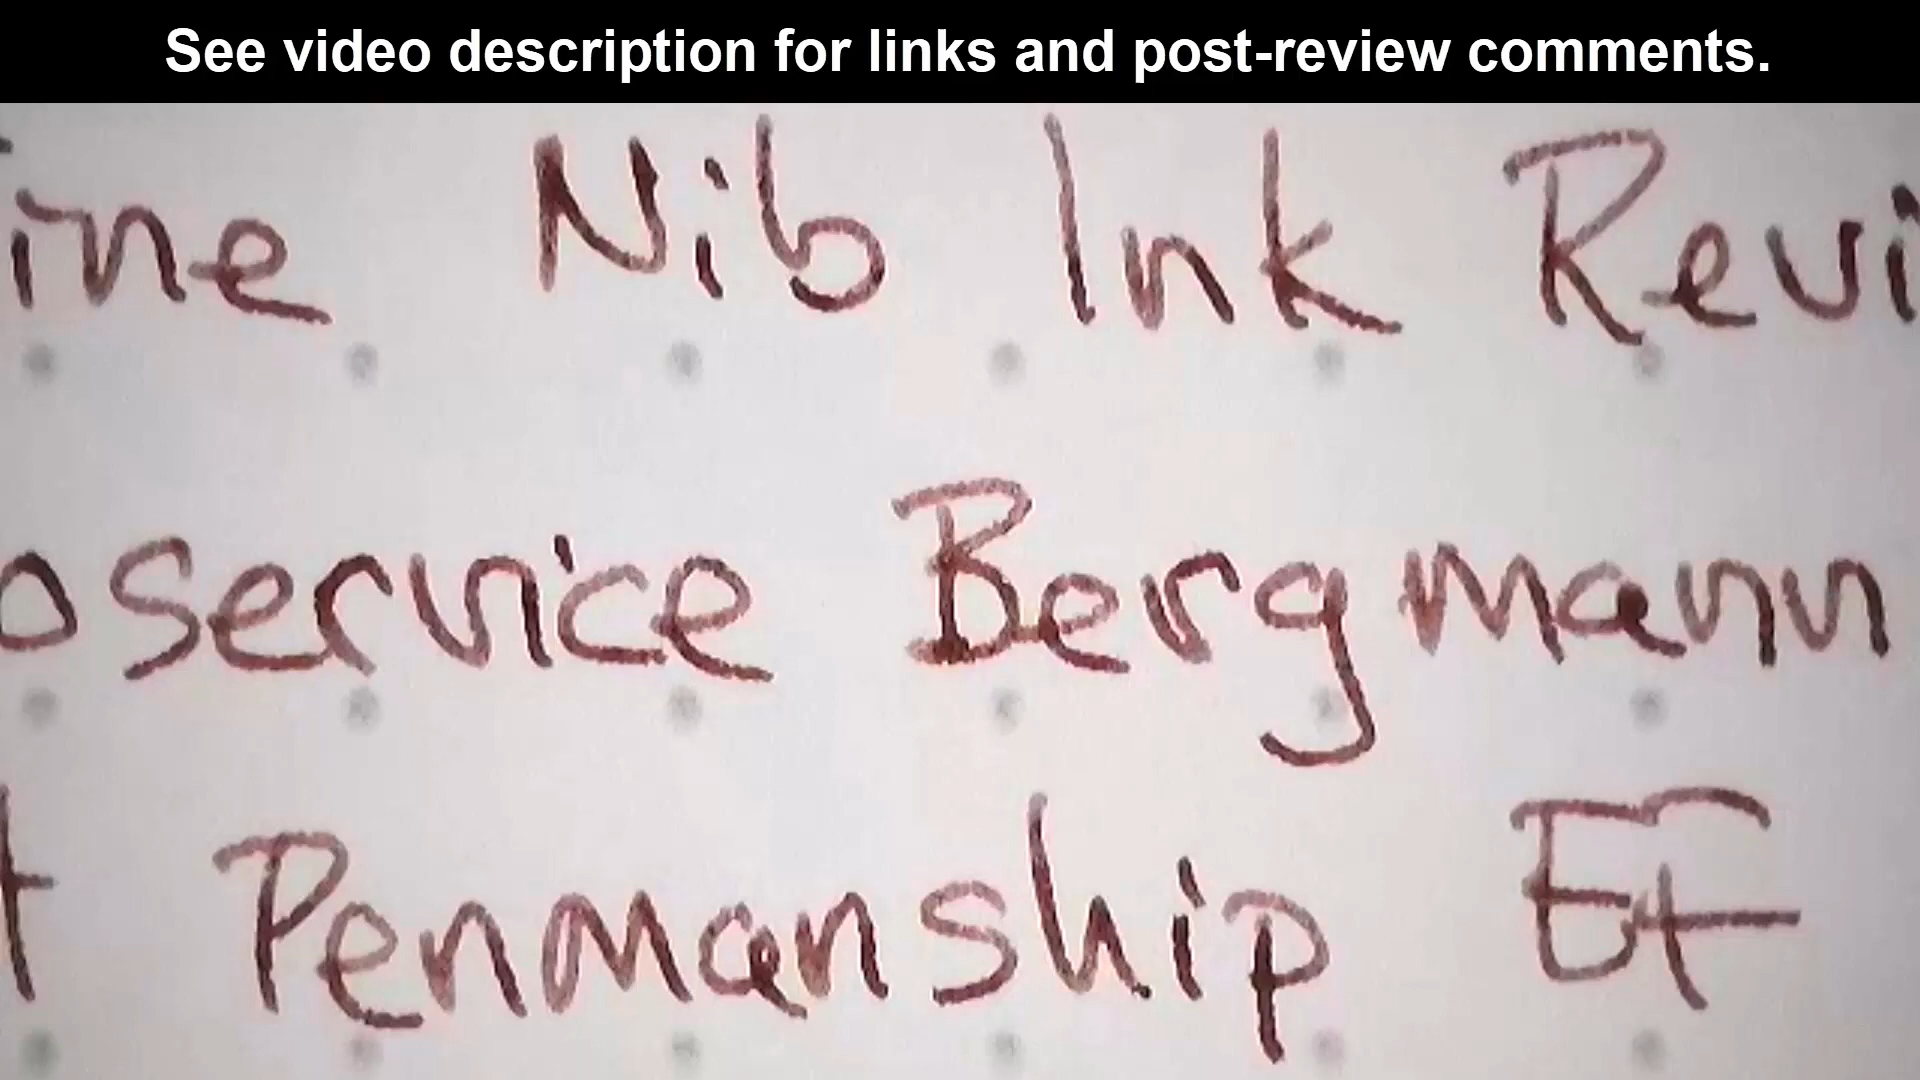 See video description for links and post-review comments.
ine Nib Ink Revi
oservice Bergmann
t Penmanship EF